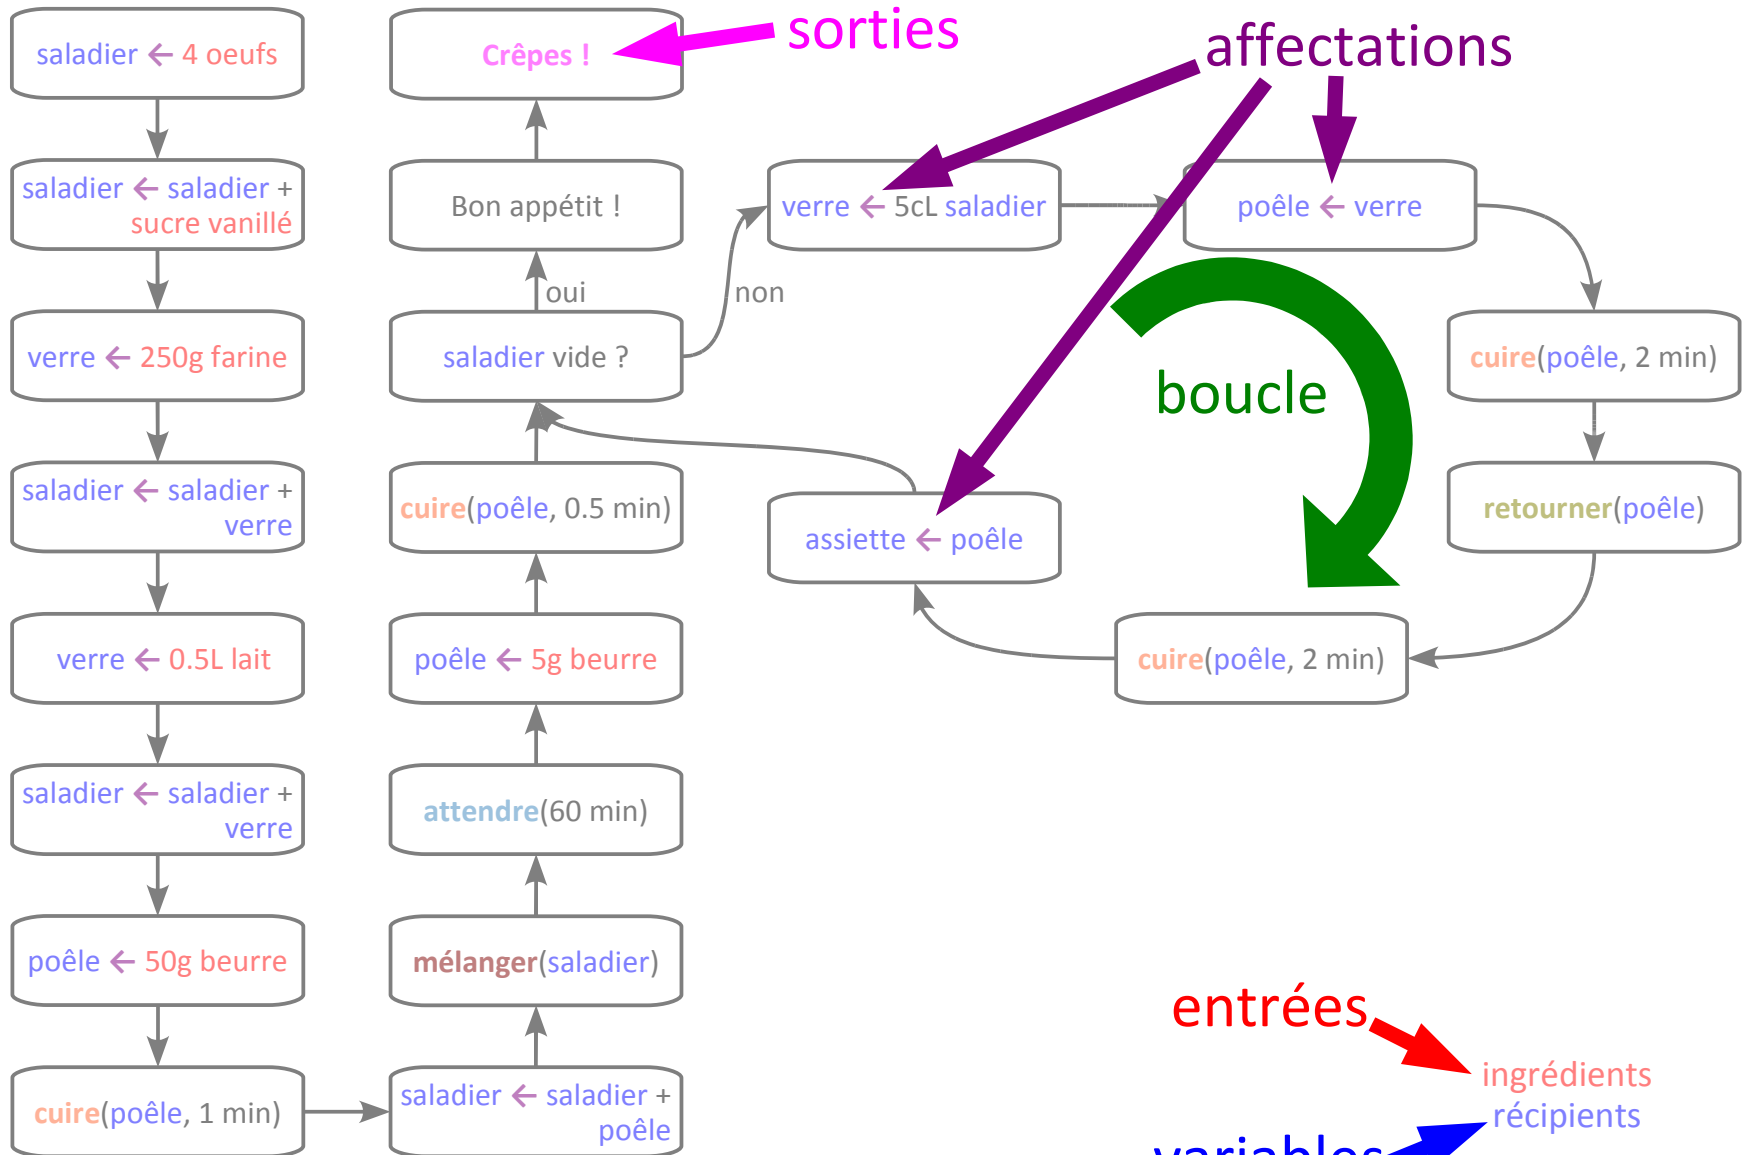 saladier ← 4 oeufs
saladier ← saladier +
sucre vanillé
verre ← 250g farine
saladier ← saladier +
verre
verre ← 0.5L lait
saladier ← saladier +
verre
poêle ← 50g beurre
cuire(poêle, 1 min)
saladier ← saladier +
poêle
mélanger(saladier)
attendre(60 min)
poêle ← 5g beurre
cuire(poêle, 0.5 min)
saladier vide ?
oui
non
Bon appétit !
Crêpes !
sorties
affectations
verre ← 5cL saladier
poêle ← verre
cuire(poêle, 2 min)
retourner(poêle)
cuire(poêle, 2 min)
assiette ← poêle
boucle
entrées
ingrédients
récipients
variables